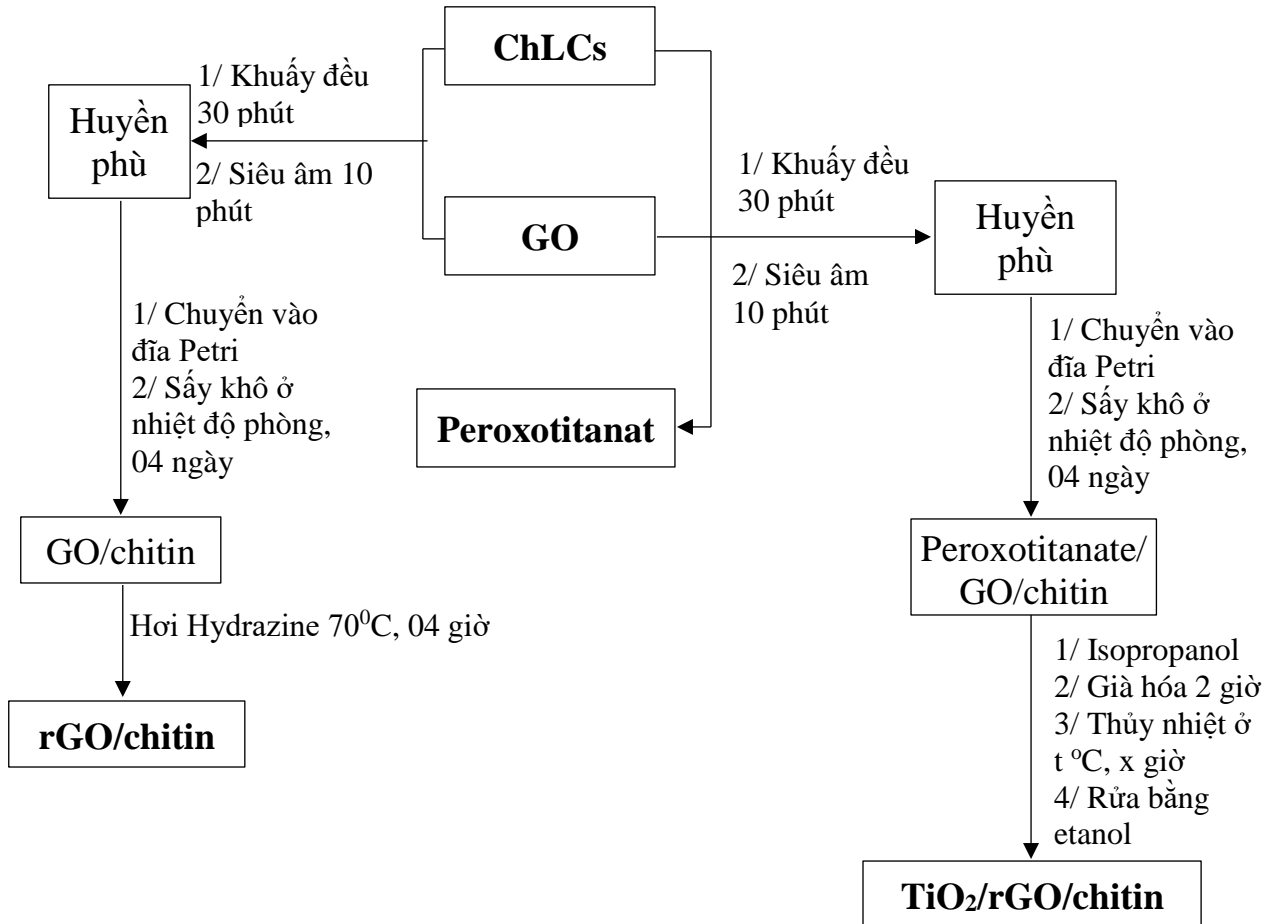 ChLCs
1/ Khuấy đều
30 phút
Huyền
phù
2/ Siêu âm 10
phút
GO
1/ Khuấy đều
30 phút
2/ Siêu âm
10 phút
Huyền
phù
1/ Chuyển vào
đĩa Petri
2/ Sấy khô ở
nhiệt độ phòng,
04 ngày
Peroxotitanat
1/ Chuyển vào
đĩa Petri
2/ Sấy khô ở
nhiệt độ phòng,
04 ngày
GO/chitin
Peroxotitanate/
GO/chitin
Hơi Hydrazine 70⁰C, 04 giờ
rGO/chitin
1/ Isopropanol
2/ Già hóa 2 giờ
3/ Thủy nhiệt ở
t ºC, x giờ
4/ Rửa bằng
etanol
TiO₂/rGO/chitin